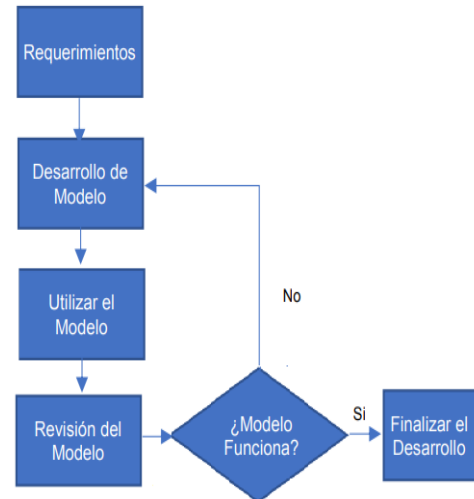 Requerimientos
Desarrollo de
Modelo
Utilizar el
Modelo
No
Revisión del
Modelo
¿Modelo
Funciona?
Si
Finalizar el
Desarrollo